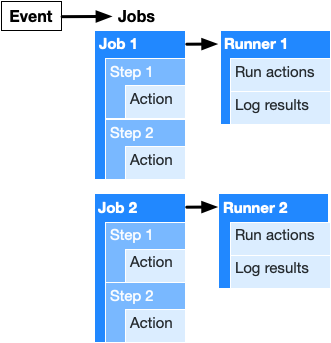 Event
Jobs
Job 1
Step 1
Action
Step 2
Action
Runner 1
Run actions
Log results
Job 2
Step 1
Action
Step 2
Action
Runner 2
Run actions
Log results